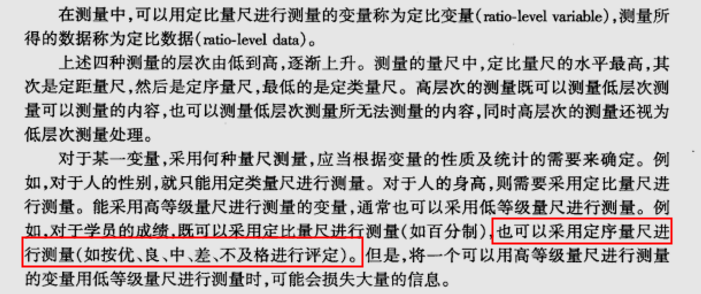 在测量中,可以用定比量尺进行测量的变量称为定比变量(ratio-level variable),测量所
得的数据称为定比数据(ratio-level data)。
上述四种测量的层次由低到高,逐渐上升。测量的量尺中,定比量尺的水平最高,其
次是定距量尺,然后是定序量尺,最低的是定类量尺。高层次的测量既可以测量低层次测
量可以测量的内容,也可以测量低层次测量所无法测量的内容,同时高层次的测量还视为
低层次测量处理。
对于某一变量,采用何种量尺测量,应当根据变量的性质及统计的需要来确定。例
如,对于人的性别,就只能用定类量尺进行测量。对于人的身高,则需要采用定比量尺进
行测量。能采用高等级量尺进行测量的变量,通常也可以采用低等级量尺进行测量。例
如,对于学员的成绩,既可以采用定比量尺进行测量(如百分制),也可以采用定序量尺进
行测量(如按优、良、中、差、不及格进行评定)。但是,将一个可以用高等级量尺进行测量
的变量用低等级量尺进行测量时,可能会损失大量的信息。